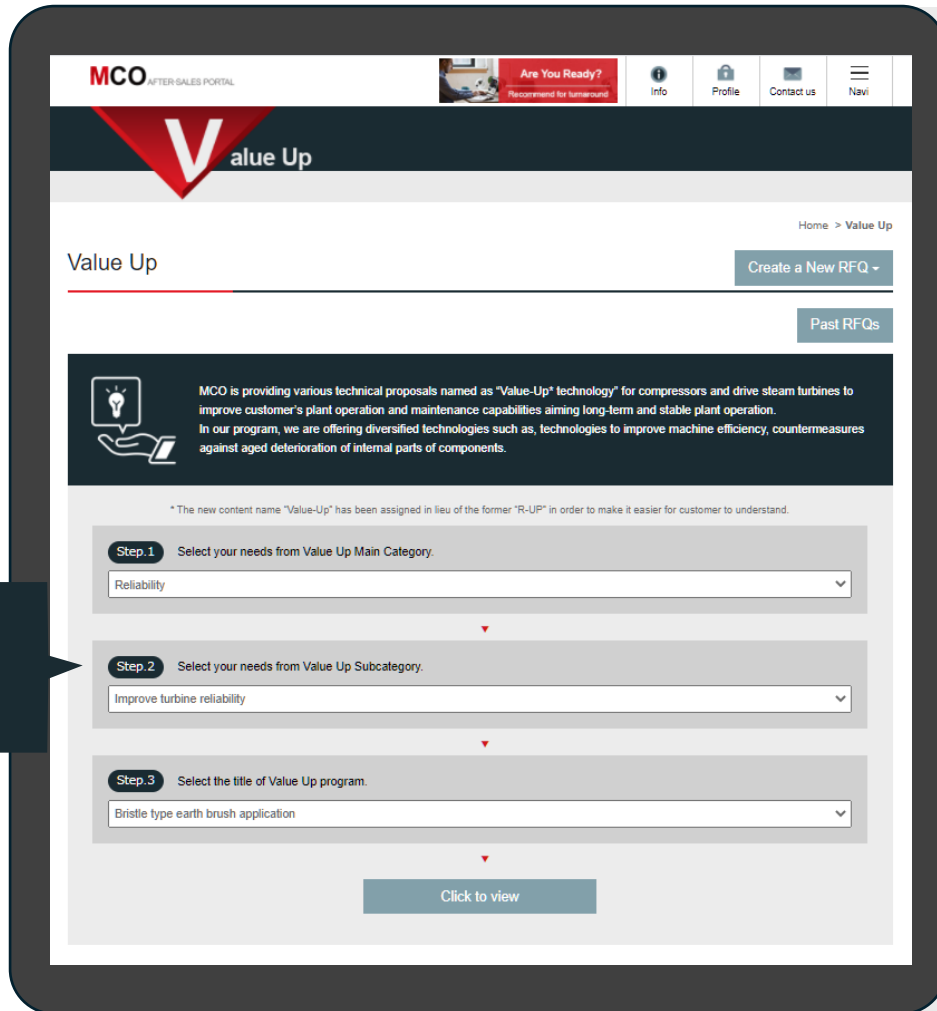 MCO AFTER-SALES PORTAL
Are You Ready?
Recommend for turnaround
Info
Profile
Contact us
Navi
Value Up
Home > Value Up
Value Up
Create a New RFQ
Past RFQs
MCO is providing various technical proposals named as “Value-Up* technology” for compressors and drive steam turbines to
improve customer’s plant operation and maintenance capabilities aiming long-term and stable plant operation.
In our program, we are offering diversified technologies such as, technologies to improve machine efficiency, countermeasures
against aged deterioration of internal parts of components.
* The new content name “Value-Up” has been assigned in lieu of the former “R-UP” in order to make it easier for customer to understand.
Step.1 Select your needs from Value Up Main Category.
Reliability
Step.2 Select your needs from Value Up Subcategory.
Improve turbine reliability
Step.3 Select the title of Value Up program.
Bristle type earth brush application
Click to view